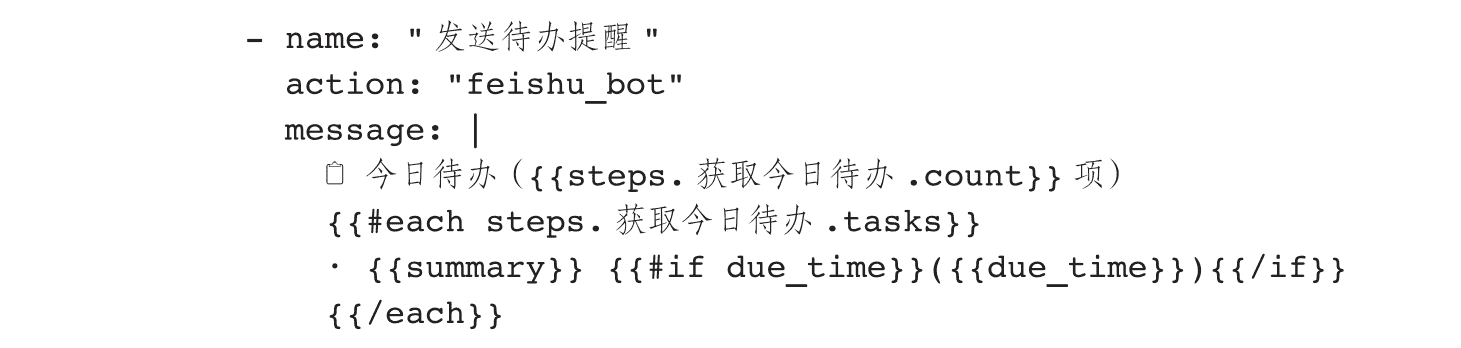 - name: "发送待办提醒"
  action: "feishu_bot"
  message: |
    📋 今日待办({{steps.获取今日待办.count}}项)
    {{#each steps.获取今日待办.tasks}}
    · {{summary}} {{#if due_time}}({{due_time}}){{/if}}
    {{/each}}